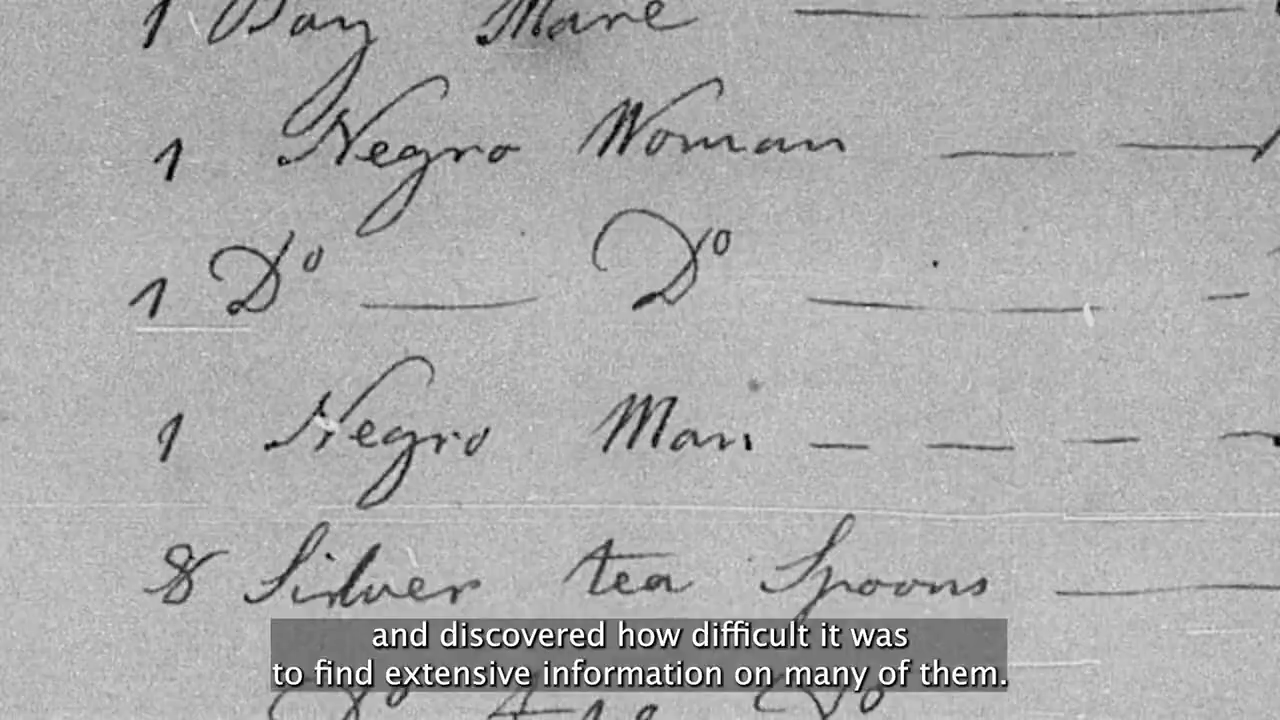 1 Bay Mare
1 Negro Woman
1 Do Do
1 Negro Man
8 Silver tea Spoons
and discovered how difficult it was
to find extensive information on many of them.